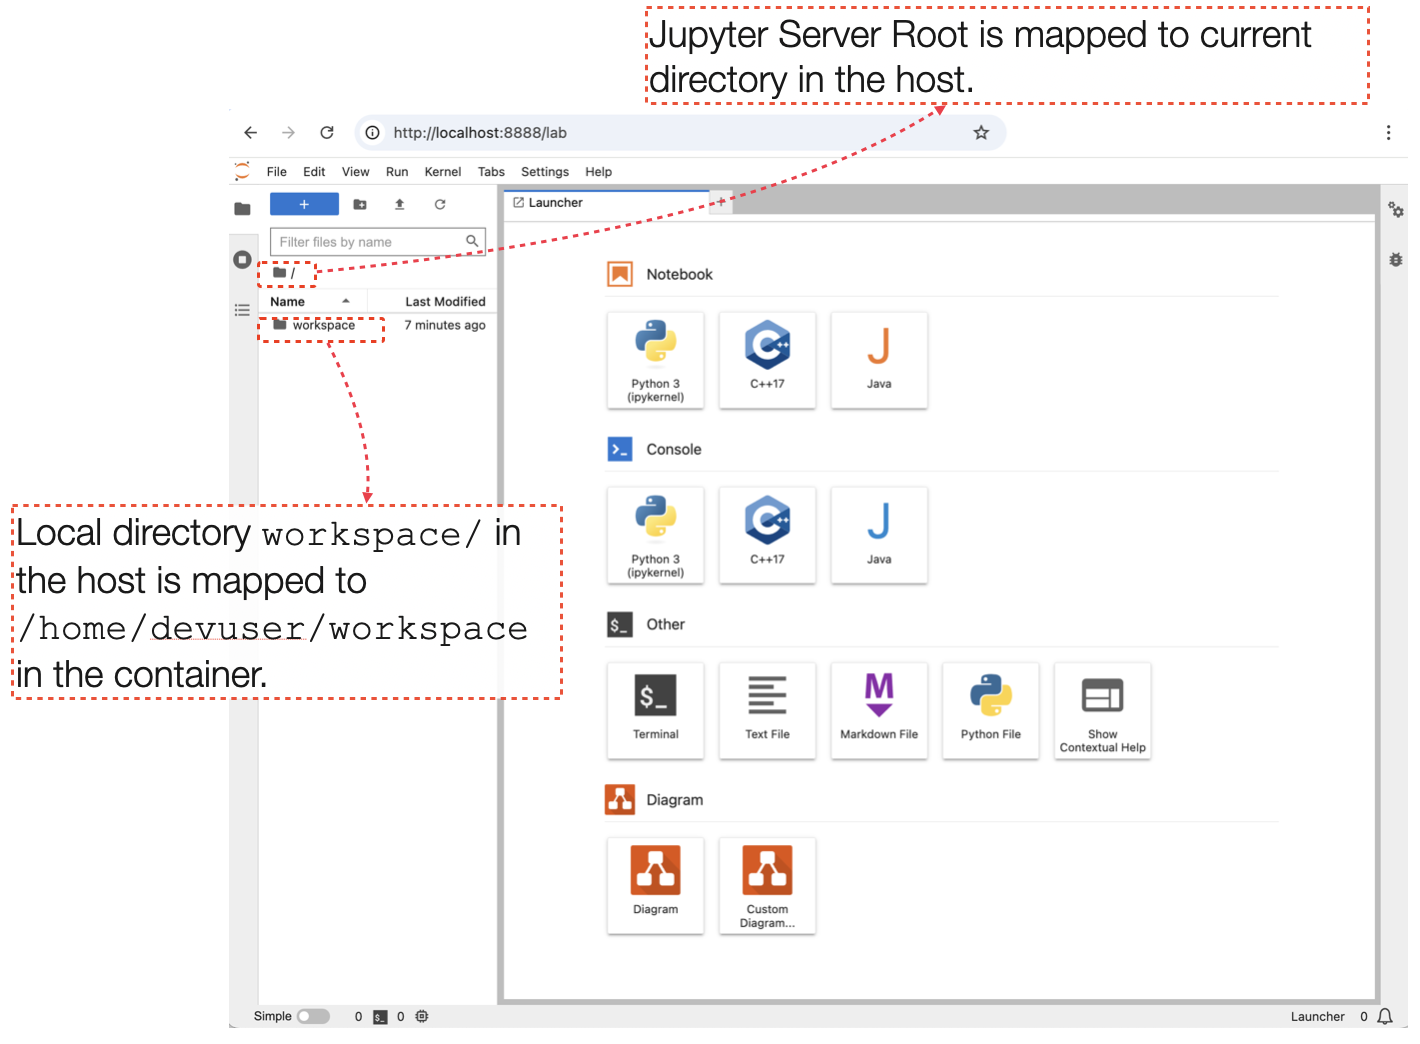 Jupyter Server Root is mapped to current
directory in the host.
http://localhost:8888/lab
File Edit View Run Kernel Tabs Settings Help
+
Launcher
+
Filter files by name
/
Name Last Modified
workspace 7 minutes ago
Local directory workspace/ in
the host is mapped to
/home/devuser/workspace
in the container.
Notebook
Python 3
(ipykernel)
C++17
Java
Console
Python 3
(ipykernel)
C++17
Java
Other
$_
Terminal
Text File
Markdown File
Python File
Show
Contextual Help
Diagram
Diagram
Custom
Diagram...
Simple 0 $_ 0
Launcher 0